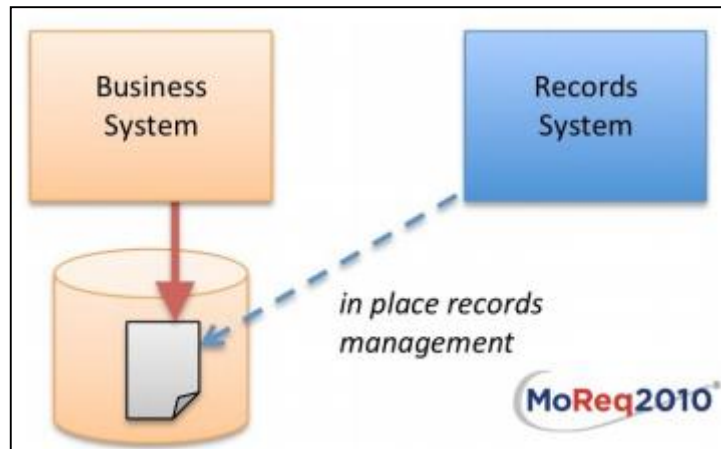 Business
System
Records
System
in place records
management
MoReq2010®